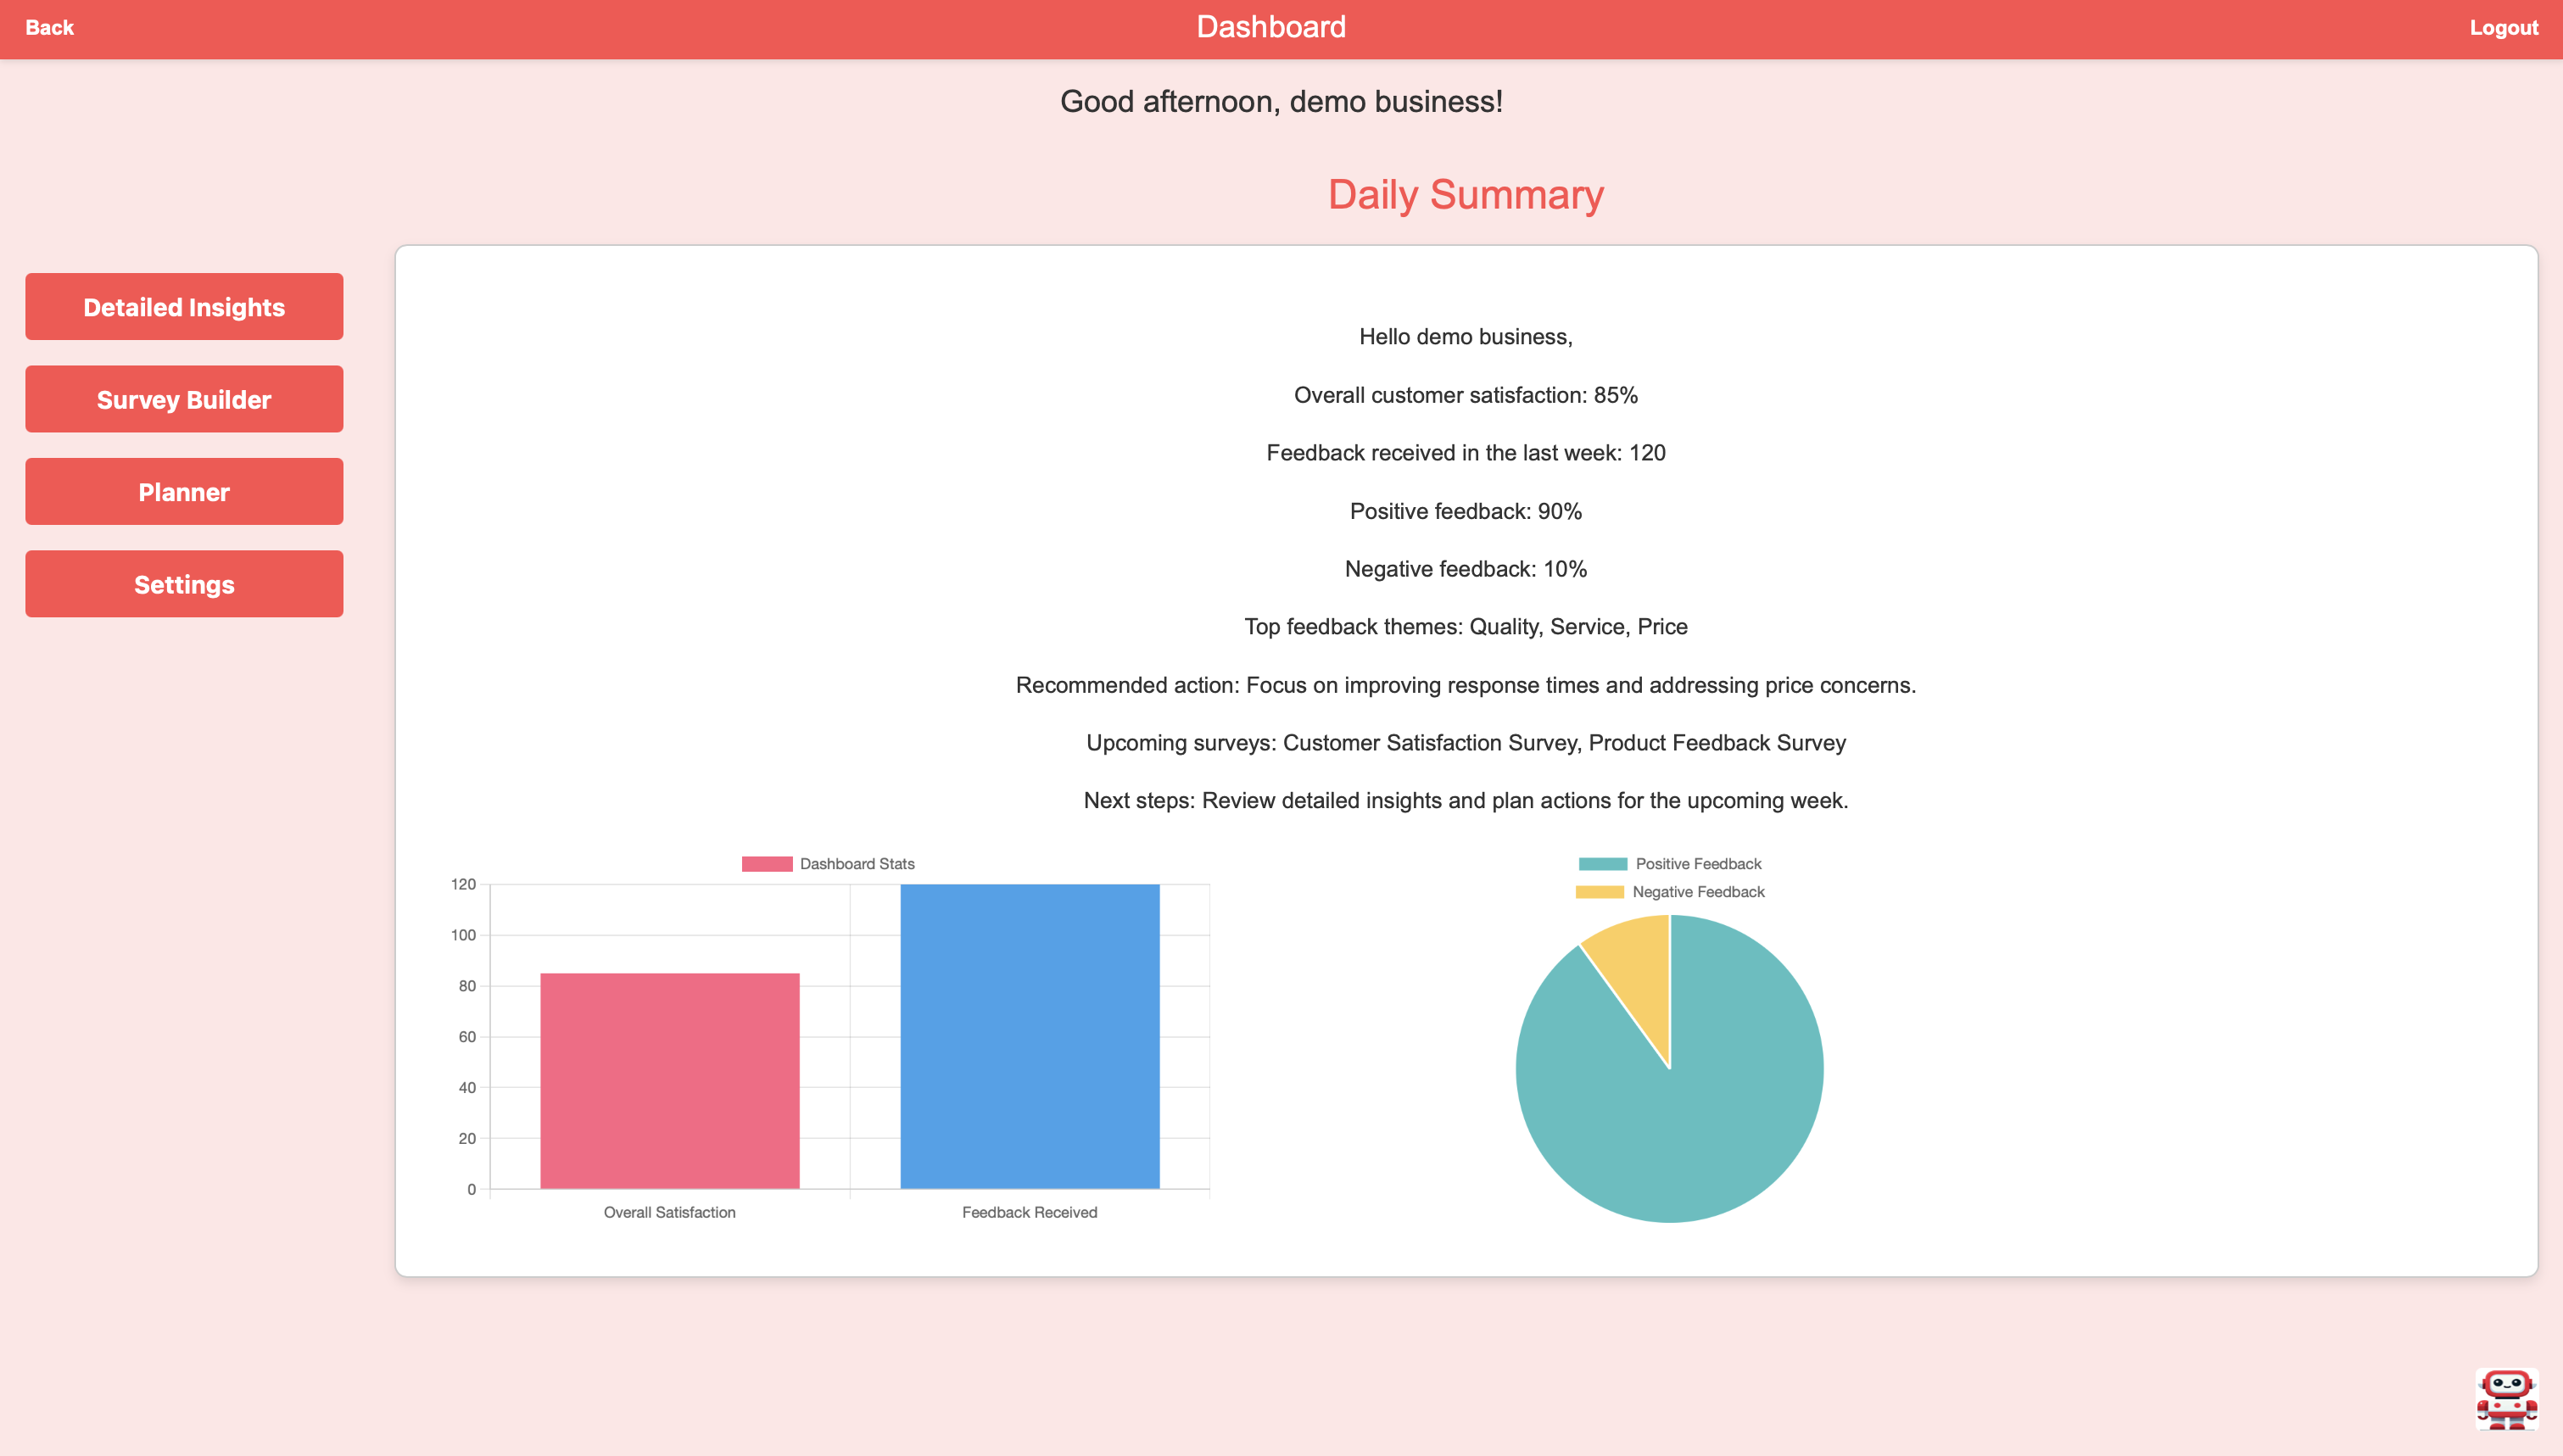 Back
Dashboard
Logout
Good afternoon, demo business!
Daily Summary
Detailed Insights
Survey Builder
Planner
Settings
Hello demo business,
Overall customer satisfaction: 85%
Feedback received in the last week: 120
Positive feedback: 90%
Negative feedback: 10%
Top feedback themes: Quality, Service, Price
Recommended action: Focus on improving response times and addressing price concerns.
Upcoming surveys: Customer Satisfaction Survey, Product Feedback Survey
Next steps: Review detailed insights and plan actions for the upcoming week.
Dashboard Stats
120
100
80
60
40
20
0
Overall Satisfaction
Feedback Received
Positive Feedback
Negative Feedback